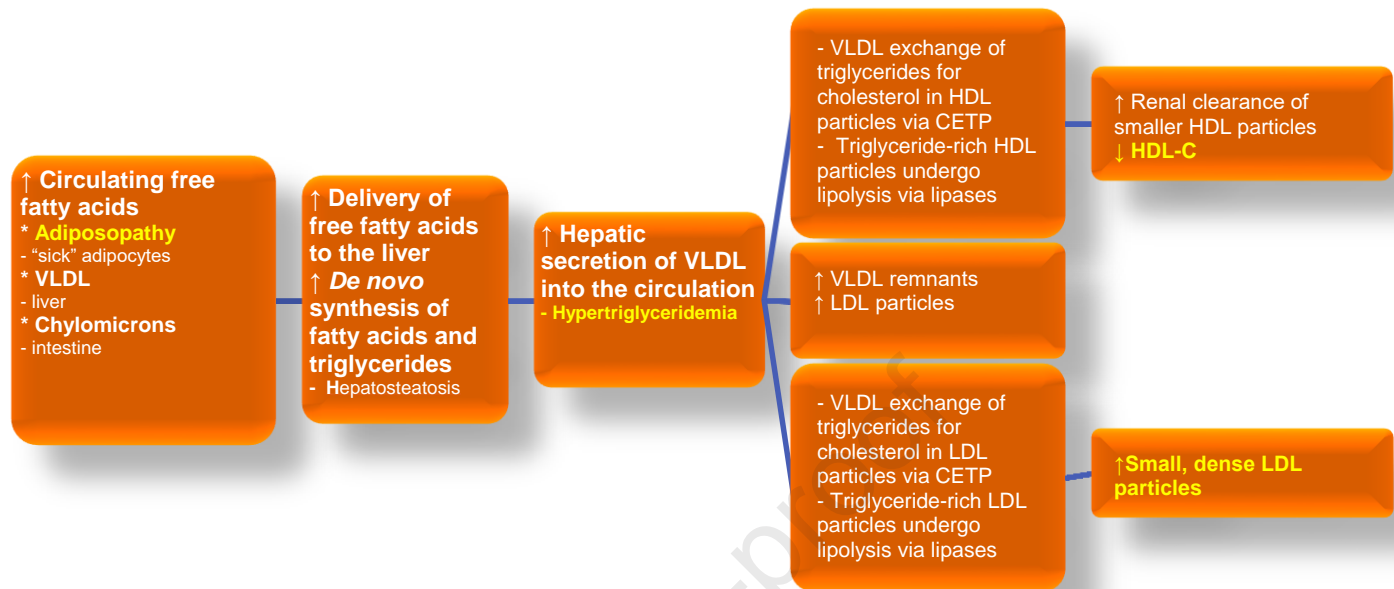 ↑ Circulating free
fatty acids
* Adiposopathy
- “sick” adipocytes
* VLDL
- liver
* Chylomicrons
- intestine
↑ Delivery of
free fatty acids
to the liver
↑ De novo
synthesis of
fatty acids and
triglycerides
- Hepatosteatosis
↑ Hepatic
secretion of VLDL
into the circulation
- Hypertriglyceridemia
- VLDL exchange of
triglycerides for
cholesterol in HDL
particles via CETP
- Triglyceride-rich HDL
particles undergo
lipolysis via lipases
↑ Renal clearance of
smaller HDL particles
↓ HDL-C
↑ VLDL remnants
↑ LDL particles
- VLDL exchange of
triglycerides for
cholesterol in LDL
particles via CETP
- Triglyceride-rich LDL
particles undergo
lipolysis via lipases
↑Small, dense LDL
particles